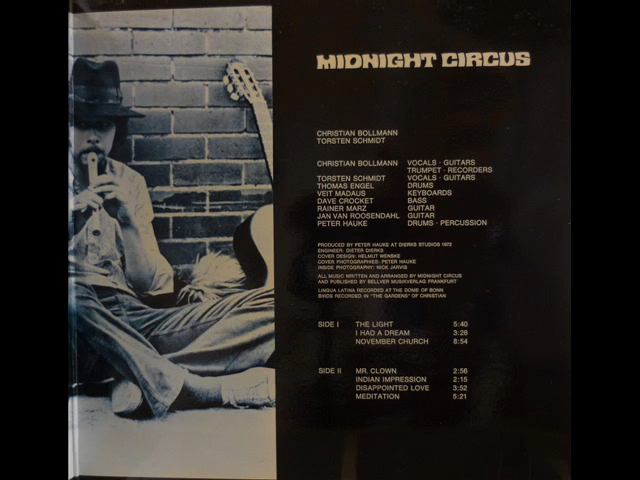 MIDNIGHT CIRCUS
CHRISTIAN BOLLMANN
TORSTEN SCHMIDT
CHRISTIAN BOLLMANN VOCALS · GUITARS
TRUMPET · RECORDERS
TORSTEN SCHMIDT VOCALS · GUITARS
THOMAS ENGEL DRUMS
VEIT MADAUS KEYBOARDS
DAVE CROCKET BASS
RAINER MARZ GUITAR
JAN VAN ROOSENDAHL GUITAR
PETER HAUKE DRUMS · PERCUSSION
PRODUCED BY PETER HAUKE AT DIERKS STUDIOS 1972
ENGINEER: DIETER DIERKS
COVER DESIGN: HELMUT WENSKE
COVER PHOTOGRAPHIES: PETER HAUKE
INSIDE PHOTOGRAPHY: NICK JARVIS
ALL MUSIC WRITTEN AND ARRANGED BY MIDNIGHT CIRCUS
AND PUBLISHED BY BELLVER MUSIKVERLAG FRANKFURT
LINGUA LATINA RECORDED AT THE DOME OF BONN
BIRDS RECORDED IN "THE GARDENS" OF CHRISTIAN
SIDE I THE LIGHT 5:40
I HAD A DREAM 3:28
NOVEMBER CHURCH 8:54
SIDE II MR. CLOWN 2:56
INDIAN IMPRESSION 2:15
DISAPPOINTED LOVE 3:52
MEDITATION 5:21